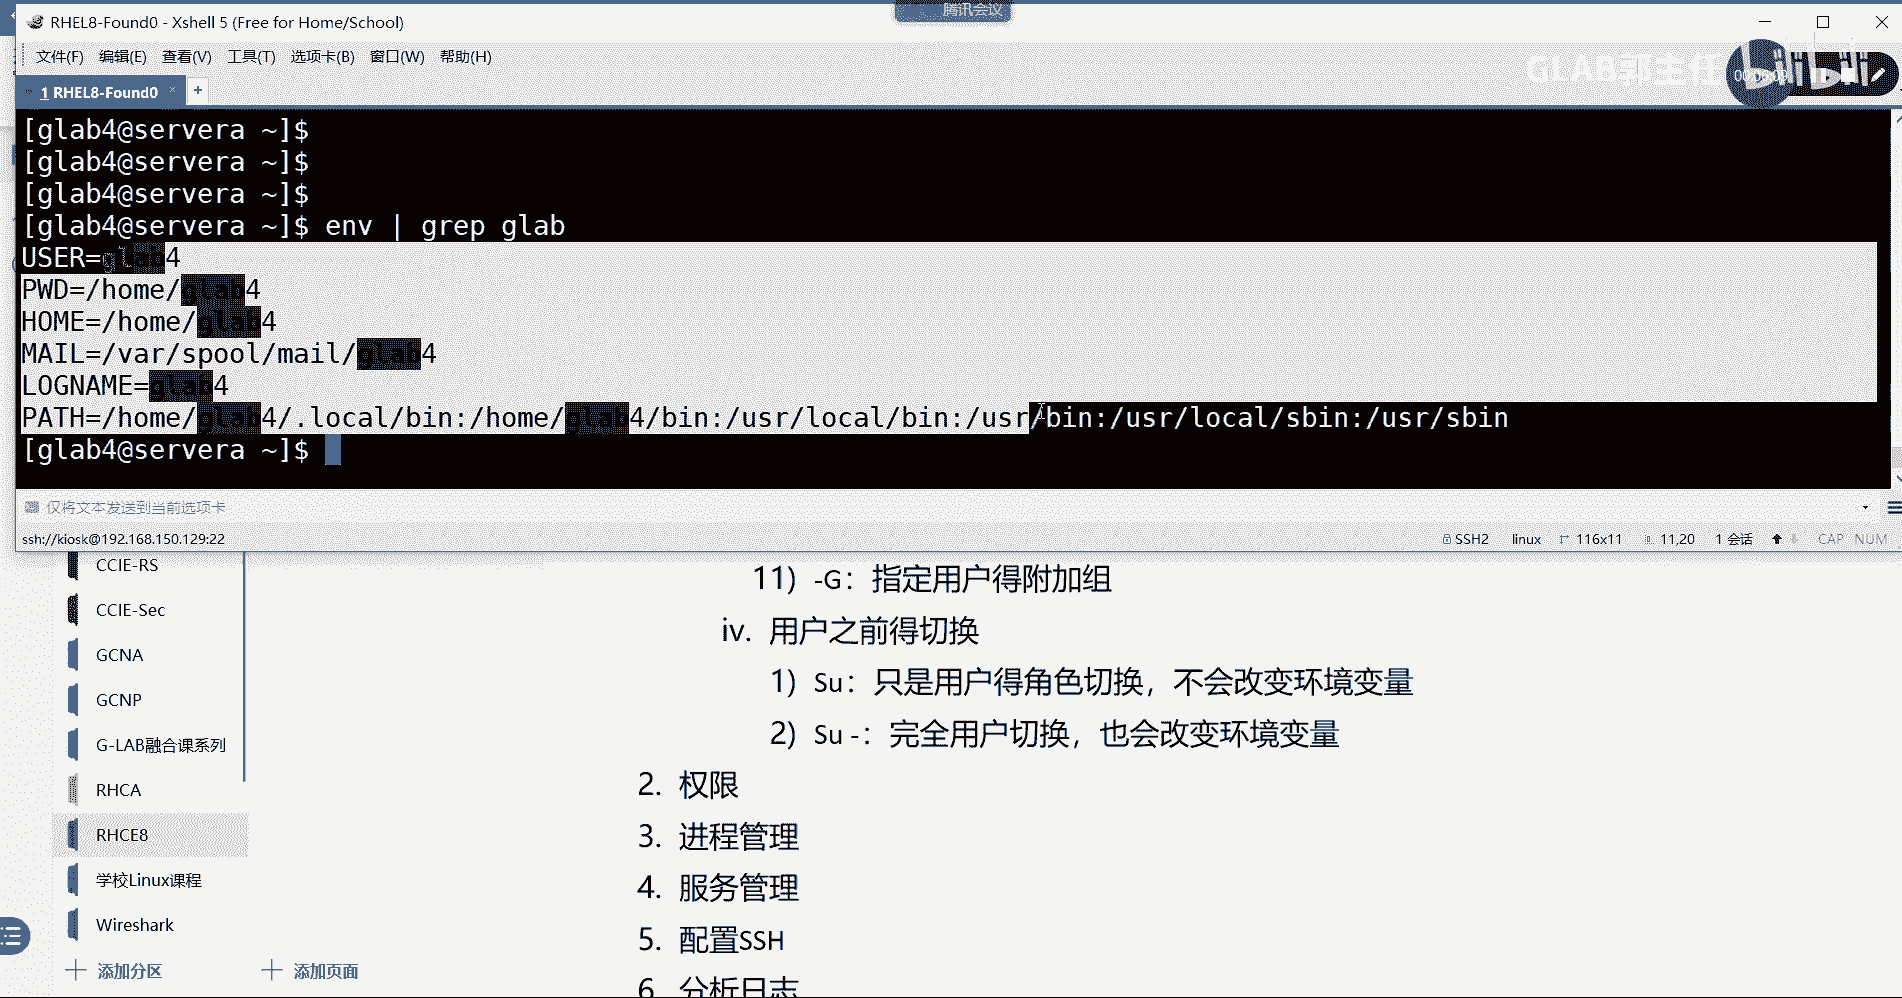 腾讯会议
RHEL8-Found0 - Xshell 5 (Free for Home/School)
文件(F) 编辑(E) 查看(V) 工具(T) 选项卡(B) 窗口(W) 帮助(H)
GLAB郭主任 bilibili
1 RHEL8-Found0 × +
[glab4@servera ~]$
[glab4@servera ~]$
[glab4@servera ~]$
[glab4@servera ~]$ env | grep glab
USER=glab4
PWD=/home/glab4
HOME=/home/glab4
MAIL=/var/spool/mail/glab4
LOGNAME=glab4
PATH=/home/glab4/.local/bin:/home/glab4/bin:/usr/local/bin:/usr/bin:/usr/local/sbin:/usr/sbin
[glab4@servera ~]$
仅将文本发送到当前选项卡
ssh://kiosk@192.168.150.129:22 SSH2 linux 116x11 11,20 1 会话 CAP NUM
CCIE-RS
CCIE-Sec
GCNA
GCNP
G-LAB融合课系列
RHCA
RHCE8
学校Linux课程
Wireshark
添加分区 添加页面
11) -G：指定用户得附加组
iv. 用户之前得切换
1) Su：只是用户得角色切换，不会改变环境变量
2) Su -：完全用户切换，也会改变环境变量
2. 权限
3. 进程管理
4. 服务管理
5. 配置SSH
6. 分析日志